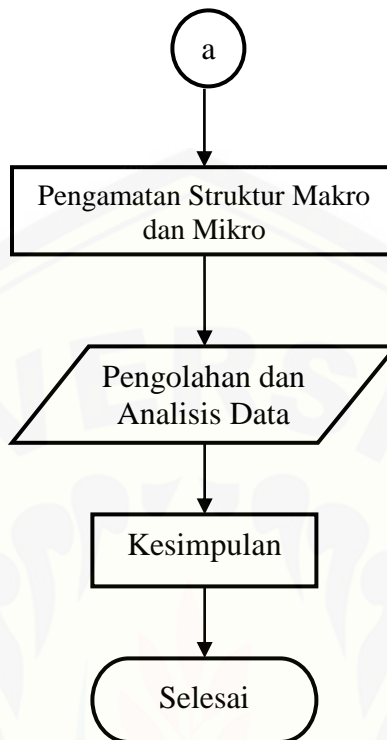 a
Pengamatan Struktur Makro
dan Mikro
Pengolahan dan
Analisis Data
Kesimpulan
Selesai